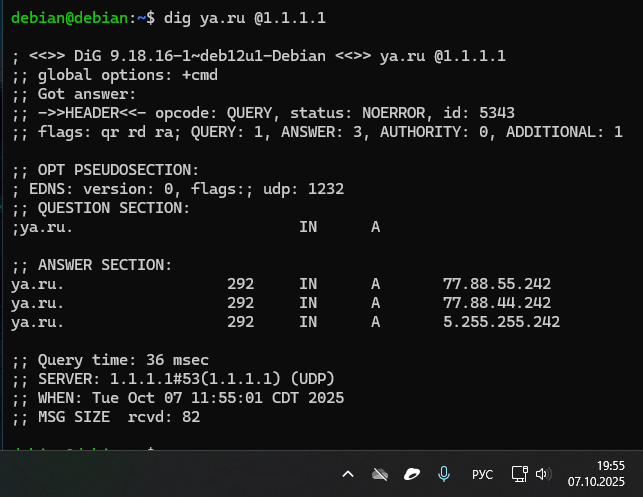 debian@debian:~$ dig ya.ru @1.1.1.1
; <<>> DiG 9.18.16-1~deb12u1-Debian <<>> ya.ru @1.1.1.1
;; global options: +cmd
;; Got answer:
;; ->>HEADER<<- opcode: QUERY, status: NOERROR, id: 5343
;; flags: qr rd ra; QUERY: 1, ANSWER: 3, AUTHORITY: 0, ADDITIONAL: 1
;; OPT PSEUDOSECTION:
; EDNS: version: 0, flags:; udp: 1232
;; QUESTION SECTION:
;ya.ru. IN A
;; ANSWER SECTION:
ya.ru. 292 IN A 77.88.55.242
ya.ru. 292 IN A 77.88.44.242
ya.ru. 292 IN A 5.255.255.242
;; Query time: 36 msec
;; SERVER: 1.1.1.1#53(1.1.1.1) (UDP)
;; WHEN: Tue Oct 07 11:55:01 CDT 2025
;; MSG SIZE rcvd: 82
РУС
19:55
07.10.2025